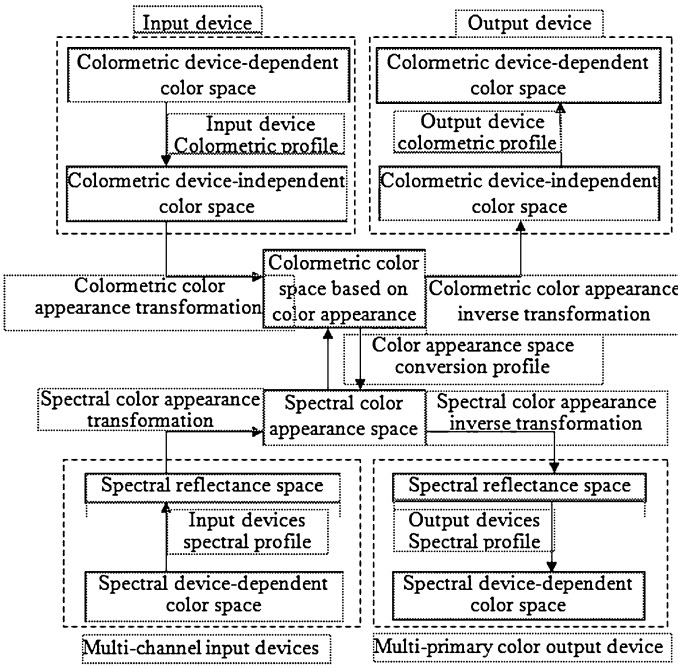 Input device
Output device
Colormetric device-dependent
color space
Colormetric device-dependent
color space
Input device
Colormetric profile
Output device
colormetric profile
Colormetric device-independent
color space
Colormetric device-independent
color space
Colormetric color
space based on
color appearance
Colormetric color
appearance transformation
Colormetric color appearance
inverse transformation
Color appearance space
conversion profile
Spectral color appearance
transformation
Spectral color
appearance space
Spectral color appearance
inverse transformation
Spectral reflectance space
Spectral reflectance space
Input devices
spectral profile
Output devices
Spectral profile
Spectral device-dependent
color space
Spectral device-dependent
color space
Multi-channel input devices
Multi-primary color output device